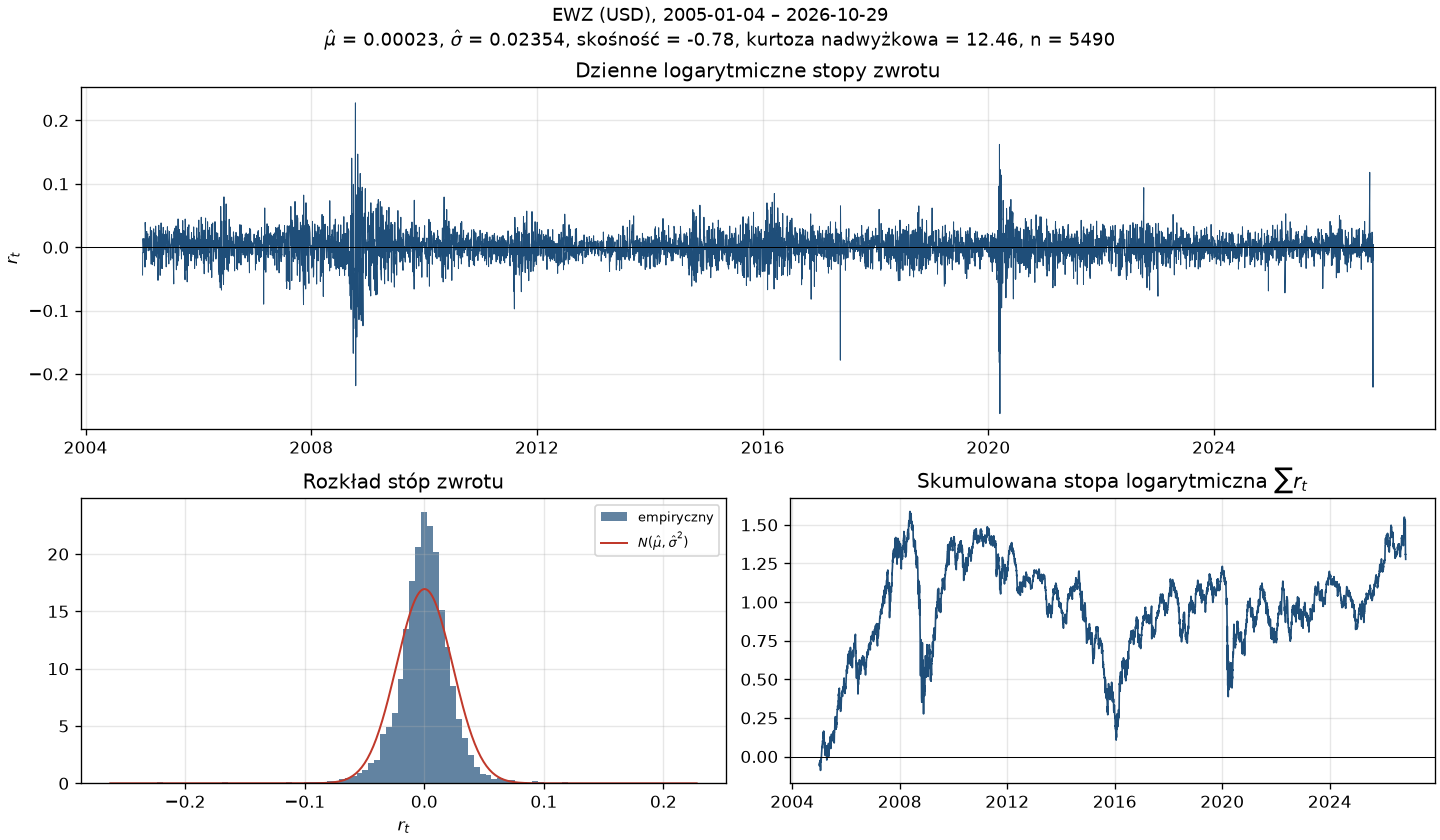 EWZ (USD), 2005-01-04 – 2026-10-29
μ̂ = 0.00023, σ̂ = 0.02354, skośność = -0.78, kurtoza nadwyżkowa = 12.46, n = 5490
Dzienne logarytmiczne stopy zwrotu
0.2
0.1
0.0
−0.1
−0.2
r_t
2004 2008 2012 2016 2020 2024
Rozkład stóp zwrotu
empiryczny
N(μ̂, σ̂²)
20
15
10
5
0
−0.2 −0.1 0.0 0.1 0.2
r_t
Skumulowana stopa logarytmiczna ∑r_t
1.50
1.25
1.00
0.75
0.50
0.25
0.00
2004 2008 2012 2016 2020 2024